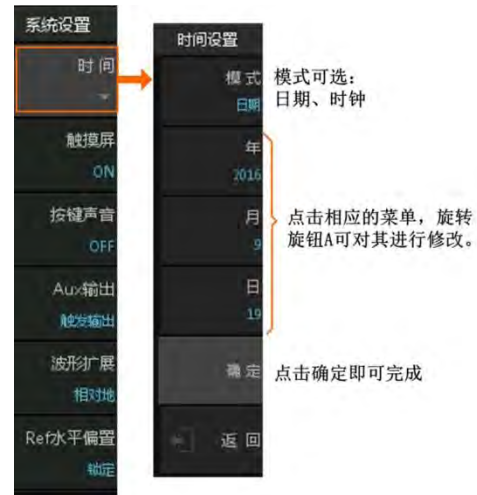 系统设置
时间
触摸屏
ON
按键声音
OFF
Aux输出
触发输出
波形扩展
相对地
Ref水平偏置
锁定
时间设置
模式
日期
年
2016
月
9
日
19
确定
返回
模式可选：
日期、时钟
点击相应的菜单，旋转
旋钮A可对其进行修改。
点击确定即可完成